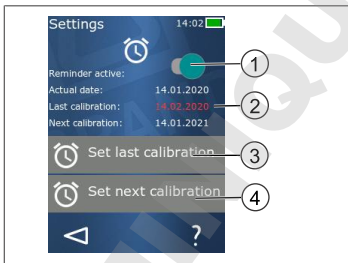 Settings 14:02
Reminder active: 1
Actual date: 14.01.2020
Last calibration: 14.02.2020 2
Next calibration: 14.01.2021
Set last calibration 3
Set next calibration 4
?